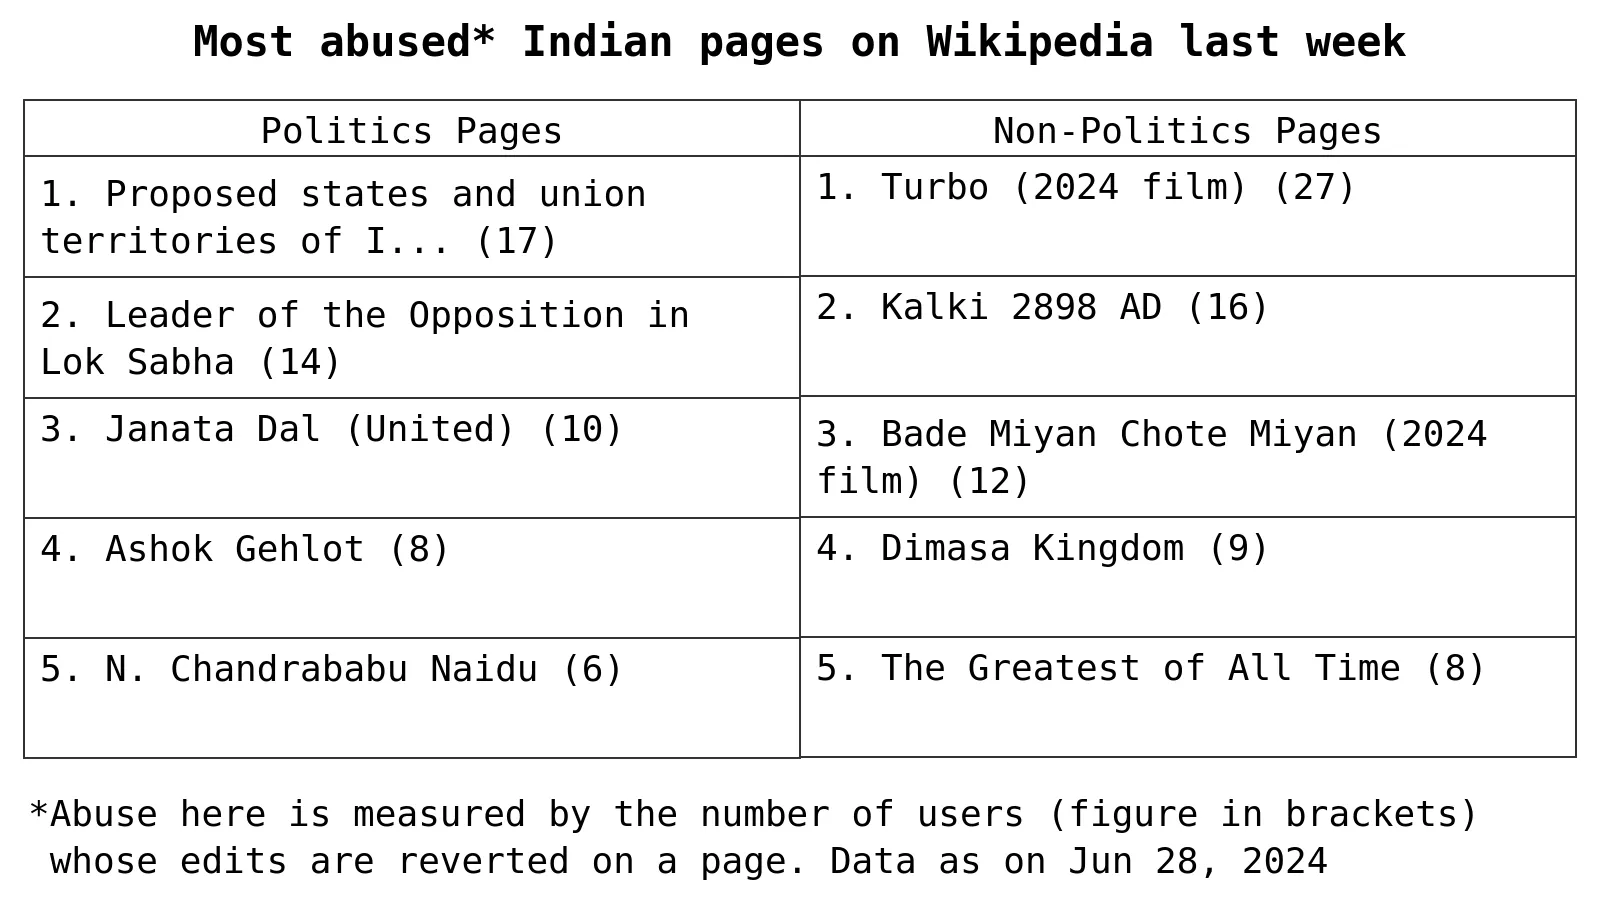 Most abused* Indian pages on Wikipedia last week
Politics Pages
1. Proposed states and union
territories of I... (17)
2. Leader of the Opposition in
Lok Sabha (14)
3. Janata Dal (United) (10)
4. Ashok Gehlot (8)
5. N. Chandrababu Naidu (6)
Non-Politics Pages
1. Turbo (2024 film) (27)
2. Kalki 2898 AD (16)
3. Bade Miyan Chote Miyan (2024
film) (12)
4. Dimasa Kingdom (9)
5. The Greatest of All Time (8)
*Abuse here is measured by the number of users (figure in brackets)
whose edits are reverted on a page. Data as on Jun 28, 2024